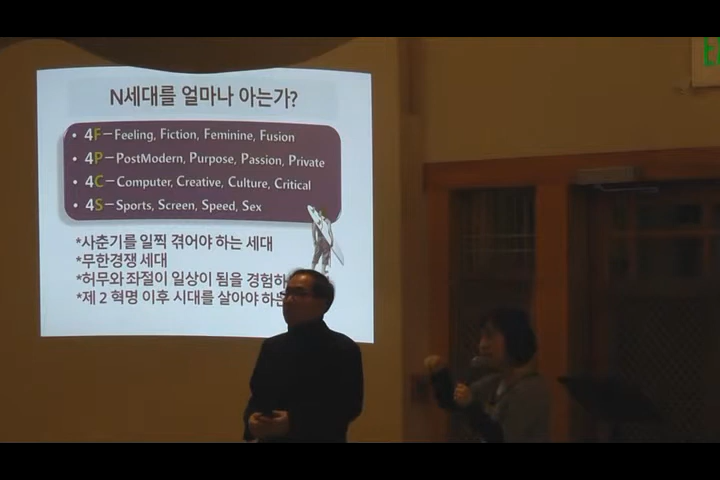 N세대를 얼마나 아는가?
• 4F–Feeling, Fiction, Feminine, Fusion
• 4P–PostModern, Purpose, Passion, Private
• 4C–Computer, Creative, Culture, Critical
• 4S–Sports, Screen, Speed, Sex
*사춘기를 일찍 겪어야 하는 세대
*무한경쟁 세대
*허무와 좌절이 일상이 됨을 경험하
*제 2 혁명 이후 시대를 살아야 하는